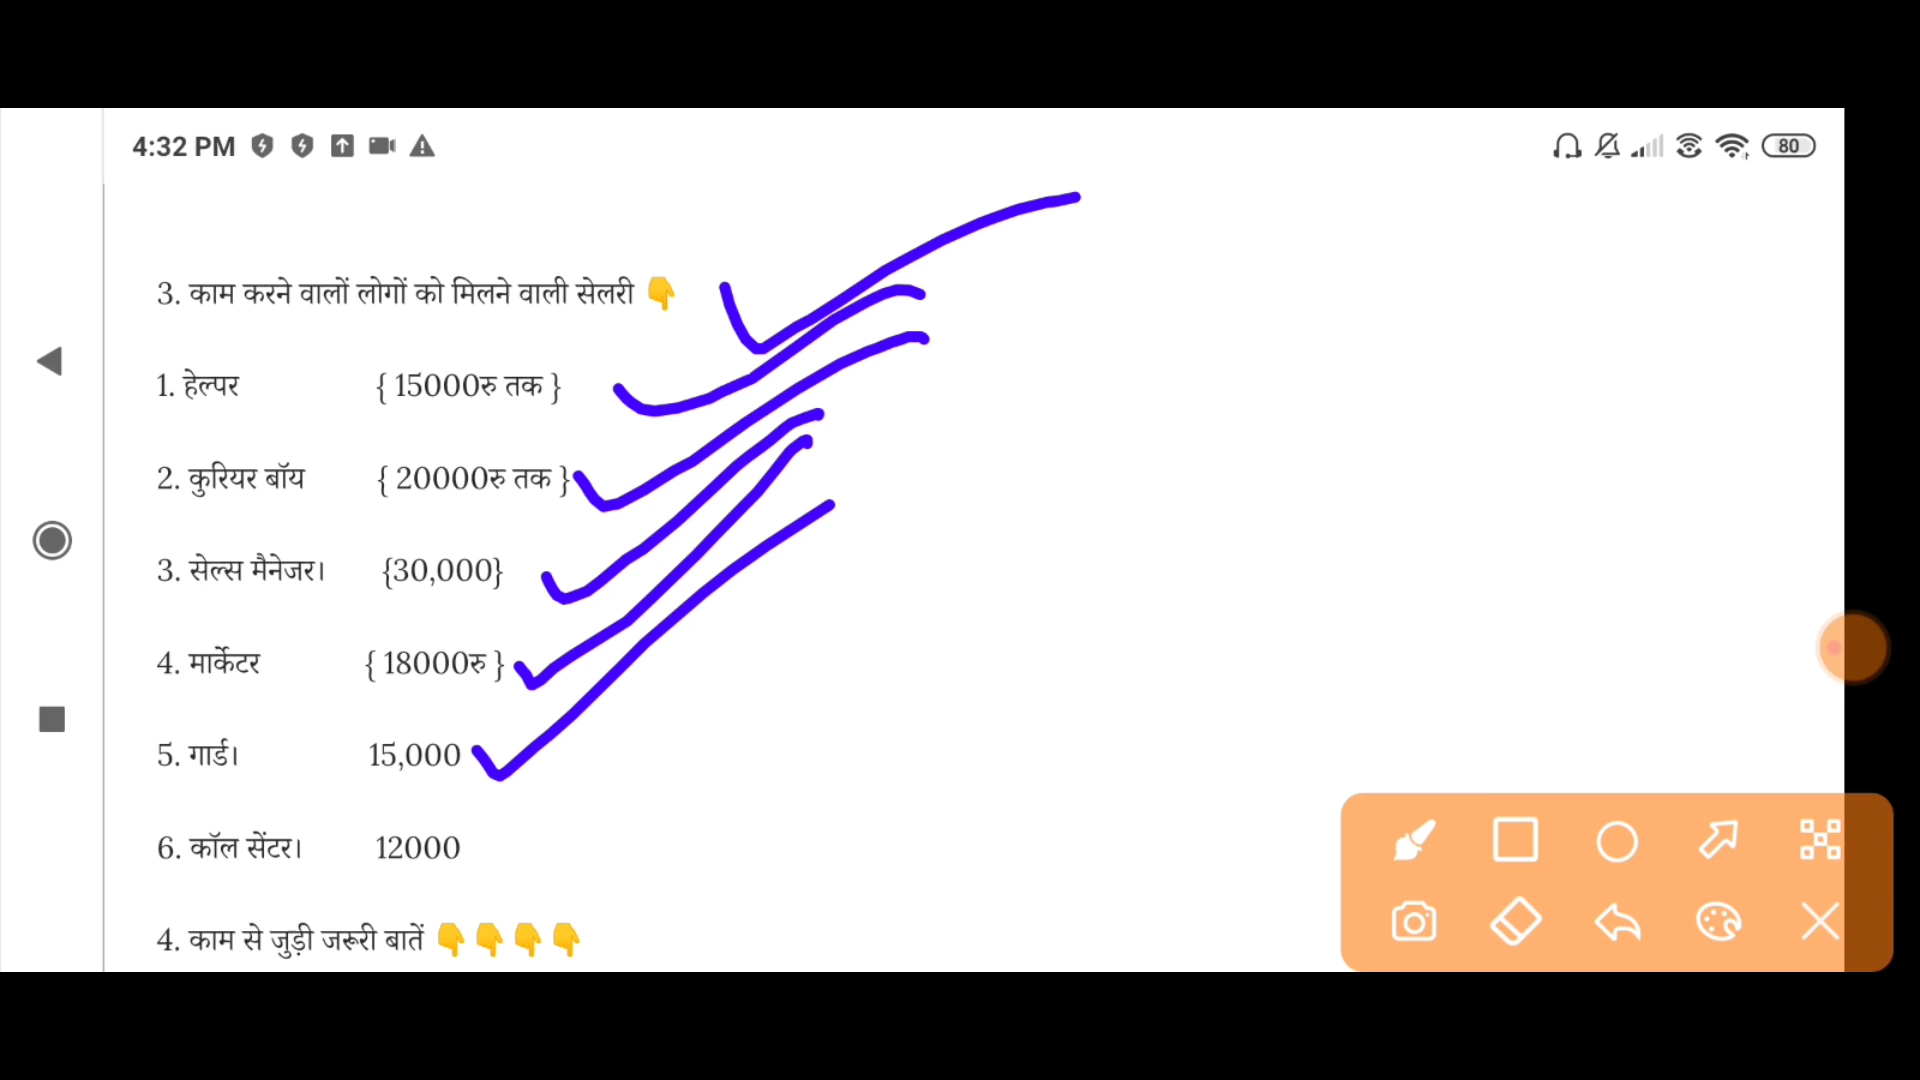 4:32 PM
80
3. काम करने वालों लोगों को मिलने वाली सेलरी 👇
1. हेल्पर { 15000रु तक }
2. कुरियर बॉय { 20000रु तक }
3. सेल्स मैनेजर। {30,000}
4. मार्केटर { 18000रु }
5. गार्ड। 15,000
6. कॉल सेंटर। 12000
4. काम से जुड़ी जरूरी बातें 👇👇👇👇